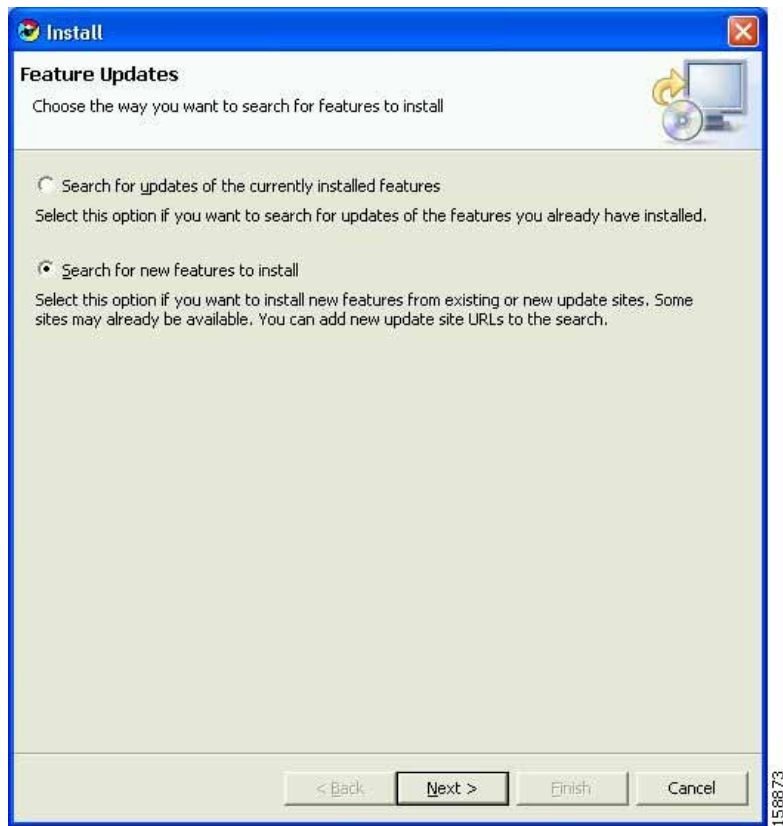 Install
Feature Updates
Choose the way you want to search for features to install
Search for updates of the currently installed features
Select this option if you want to search for updates of the features you already have installed.
Search for new features to install
Select this option if you want to install new features from existing or new update sites. Some
sites may already be available. You can add new update site URLs to the search.
< Back
Next >
Finish
Cancel
158873